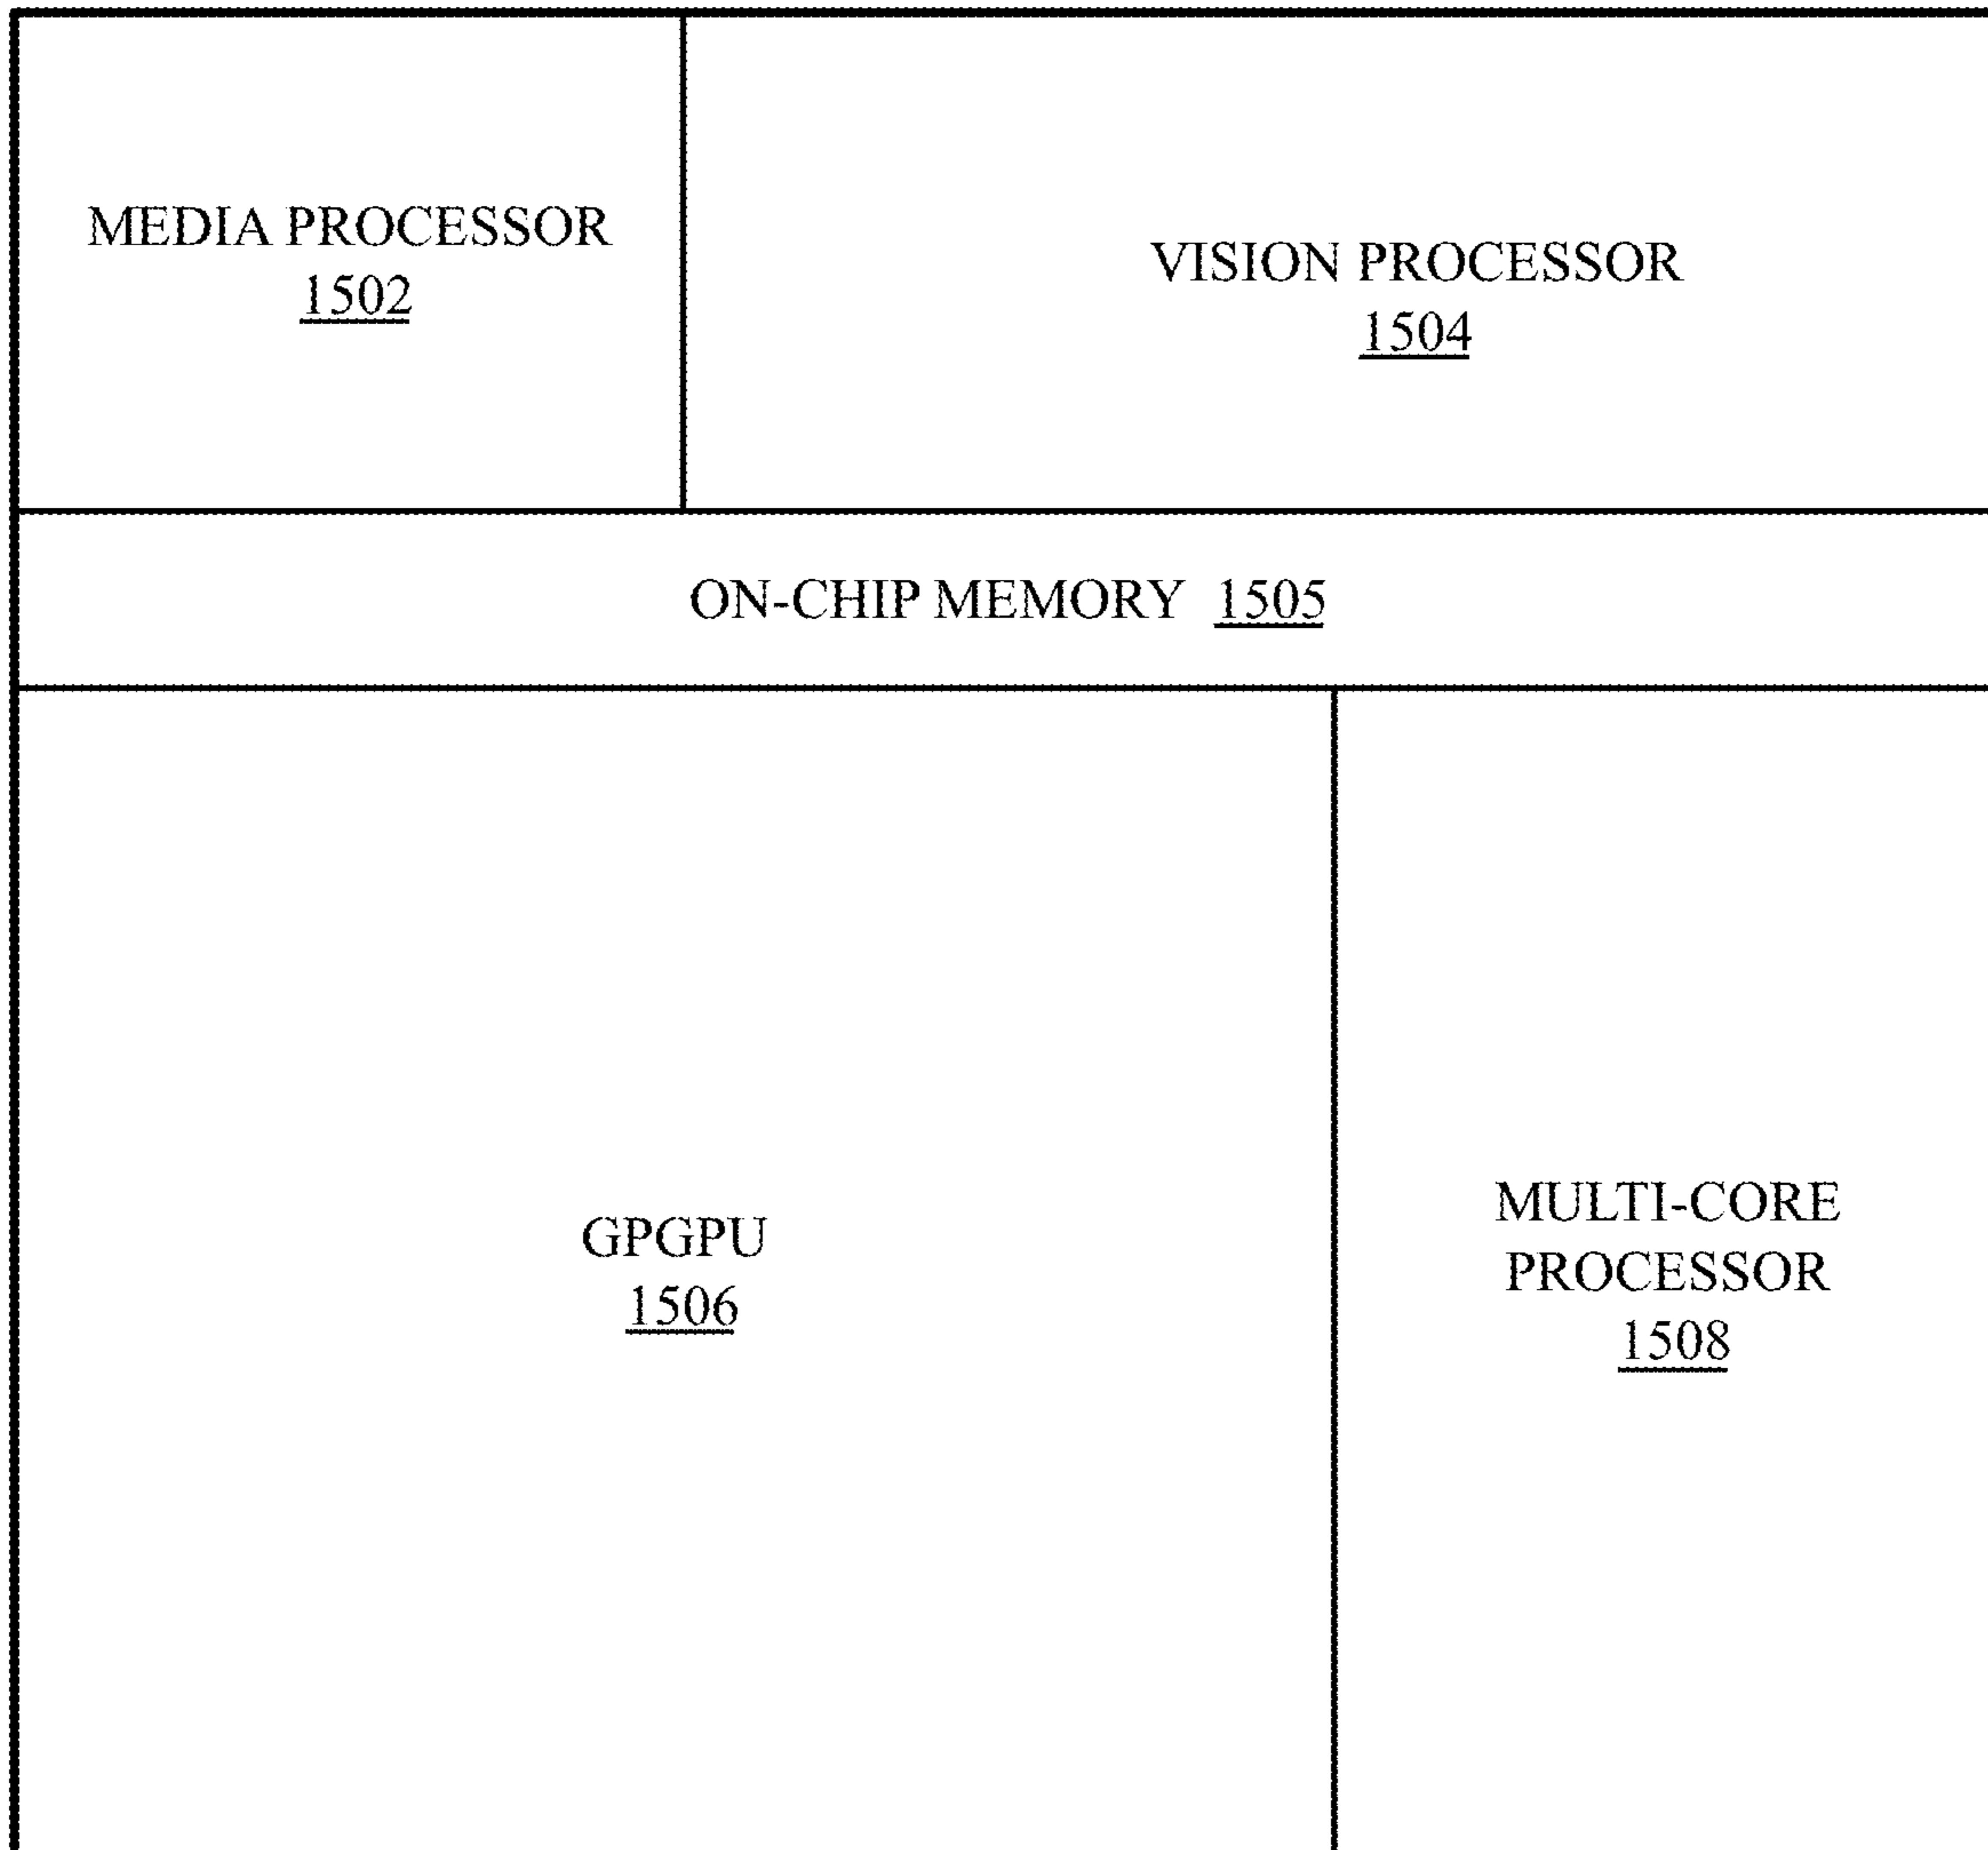 MEDIA PROCESSOR
1502
VISION PROCESSOR
1504
ON-CHIP MEMORY 1505
GPGPU
1506
MULTI-CORE
PROCESSOR
1508